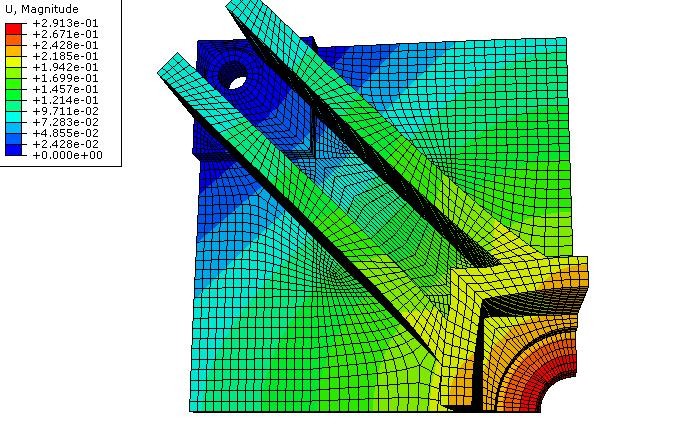 U, Magnitude
+2.913e-01
+2.671e-01
+2.428e-01
+2.185e-01
+1.942e-01
+1.699e-01
+1.457e-01
+1.214e-01
+9.711e-02
+7.283e-02
+4.855e-02
+2.428e-02
+0.000e+00